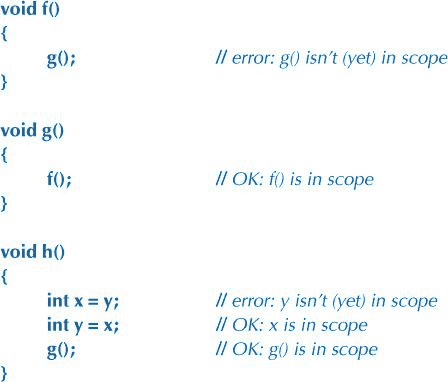 void f()
{
g(); // error: g() isn't (yet) in scope
}
void g()
{
f(); // OK: f() is in scope
}
void h()
{
int x = y; // error: y isn't (yet) in scope
int y = x; // OK: x is in scope
g(); // OK: g() is in scope
}